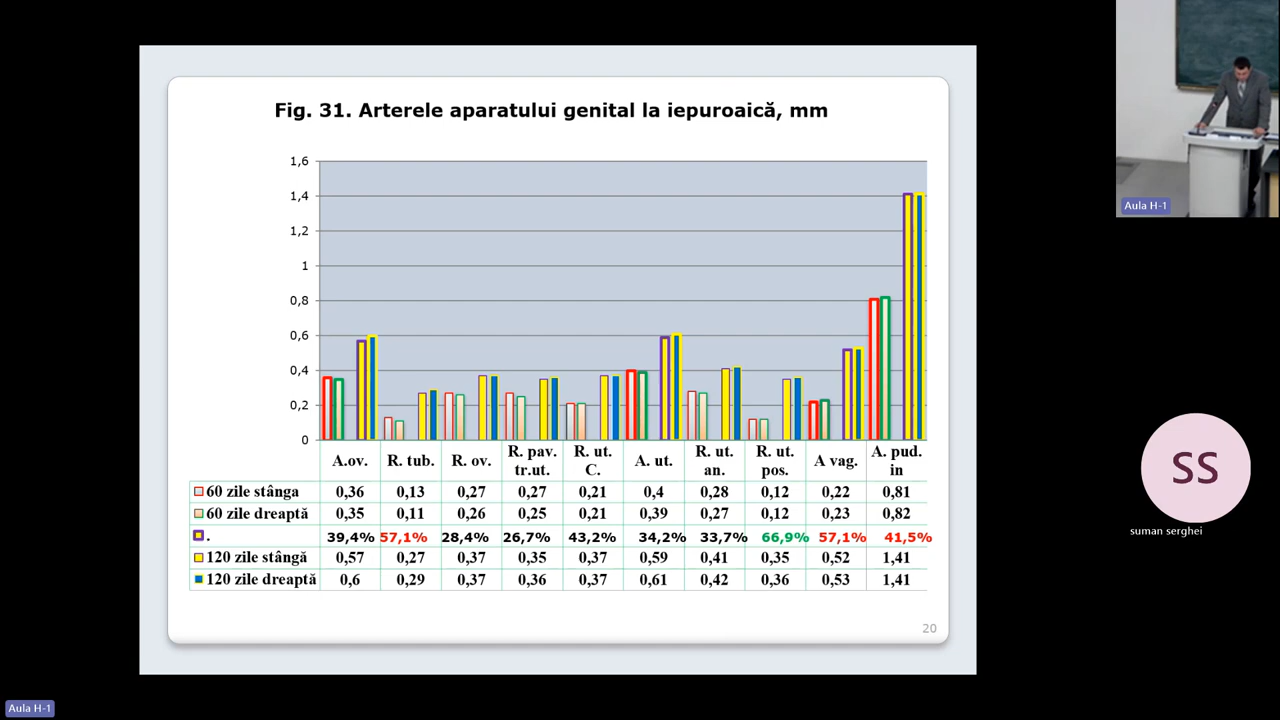 Fig. 31. Arterele aparatului genital la iepuroaică, mm
1,6
1,4
1,2
1
0,8
0,6
0,4
0,2
0
A.ov. R. tub. R. ov. R. pav. tr.ut. R. ut. C. A. ut. R. ut. an. R. ut. pos. A vag. A. pud. in
60 zile stânga 0,36 0,13 0,27 0,27 0,21 0,4 0,28 0,12 0,22 0,81
60 zile dreaptă 0,35 0,11 0,26 0,25 0,21 0,39 0,27 0,12 0,23 0,82
. 39,4% 57,1% 28,4% 26,7% 43,2% 34,2% 33,7% 66,9% 57,1% 41,5%
120 zile stângă 0,57 0,27 0,37 0,35 0,37 0,59 0,41 0,35 0,52 1,41
120 zile dreaptă 0,6 0,29 0,37 0,36 0,37 0,61 0,42 0,36 0,53 1,41
20
Aula H-1
SS
suman serghei
Aula H-1